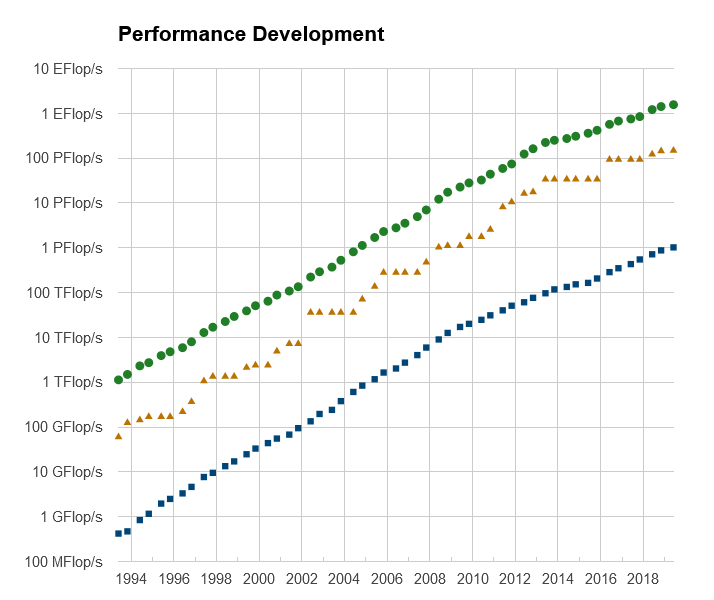 Performance Development
10 EFlop/s
1 EFlop/s
100 PFlop/s
10 PFlop/s
1 PFlop/s
100 TFlop/s
10 TFlop/s
1 TFlop/s
100 GFlop/s
10 GFlop/s
1 GFlop/s
100 MFlop/s
1994 1996 1998 2000 2002 2004 2006 2008 2010 2012 2014 2016 2018